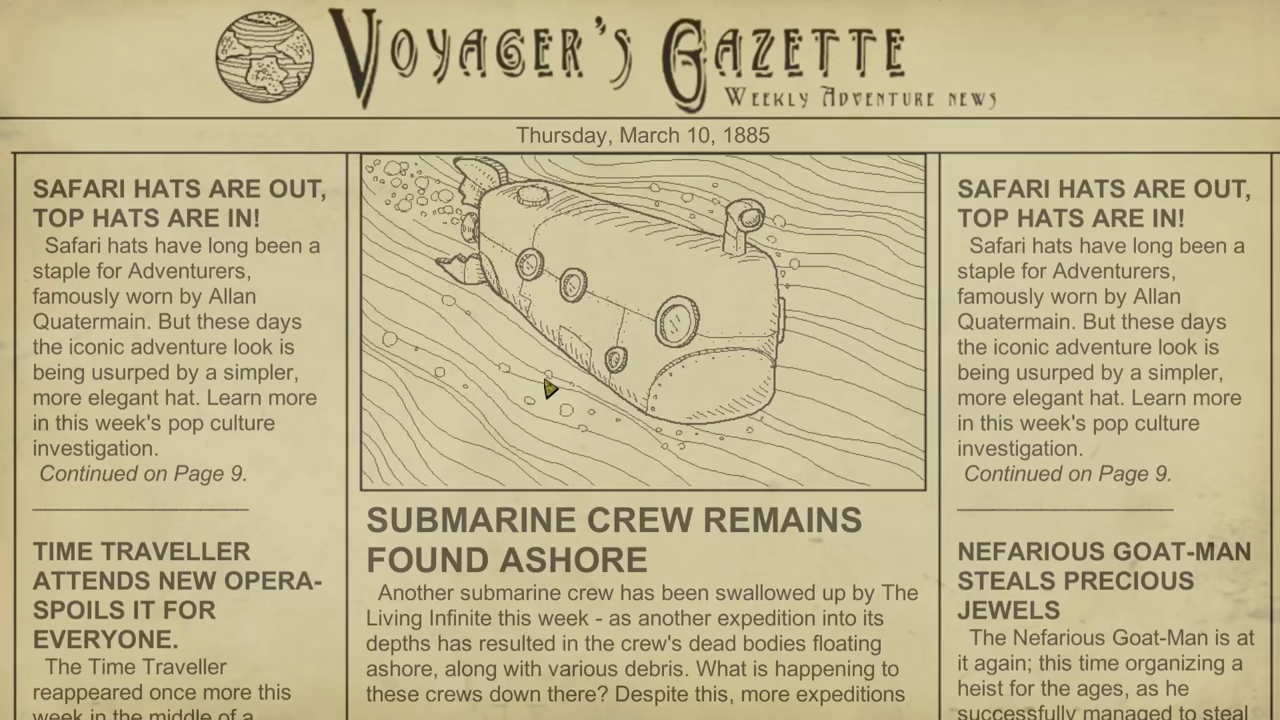 VOYAGER'S GAZETTE
WEEKLY ADVENTURE NEWS
Thursday, March 10, 1885
SAFARI HATS ARE OUT,
TOP HATS ARE IN!
Safari hats have long been a
staple for Adventurers,
famously worn by Allan
Quatermain. But these days
the iconic adventure look is
being usurped by a simpler,
more elegant hat. Learn more
in this week's pop culture
investigation.
Continued on Page 9.
TIME TRAVELLER
ATTENDS NEW OPERA-
SPOILS IT FOR
EVERYONE.
The Time Traveller
reappeared once more this
week in the middle of a
SUBMARINE CREW REMAINS
FOUND ASHORE
Another submarine crew has been swallowed up by The
Living Infinite this week - as another expedition into its
depths has resulted in the crew's dead bodies floating
ashore, along with various debris. What is happening to
these crews down there? Despite this, more expeditions
SAFARI HATS ARE OUT,
TOP HATS ARE IN!
Safari hats have long been a
staple for Adventurers,
famously worn by Allan
Quatermain. But these days
the iconic adventure look is
being usurped by a simpler,
more elegant hat. Learn more
in this week's pop culture
investigation.
Continued on Page 9.
NEFARIOUS GOAT-MAN
STEALS PRECIOUS
JEWELS
The Nefarious Goat-Man is at
it again; this time organizing a
heist for the ages, as he
successfully managed to steal